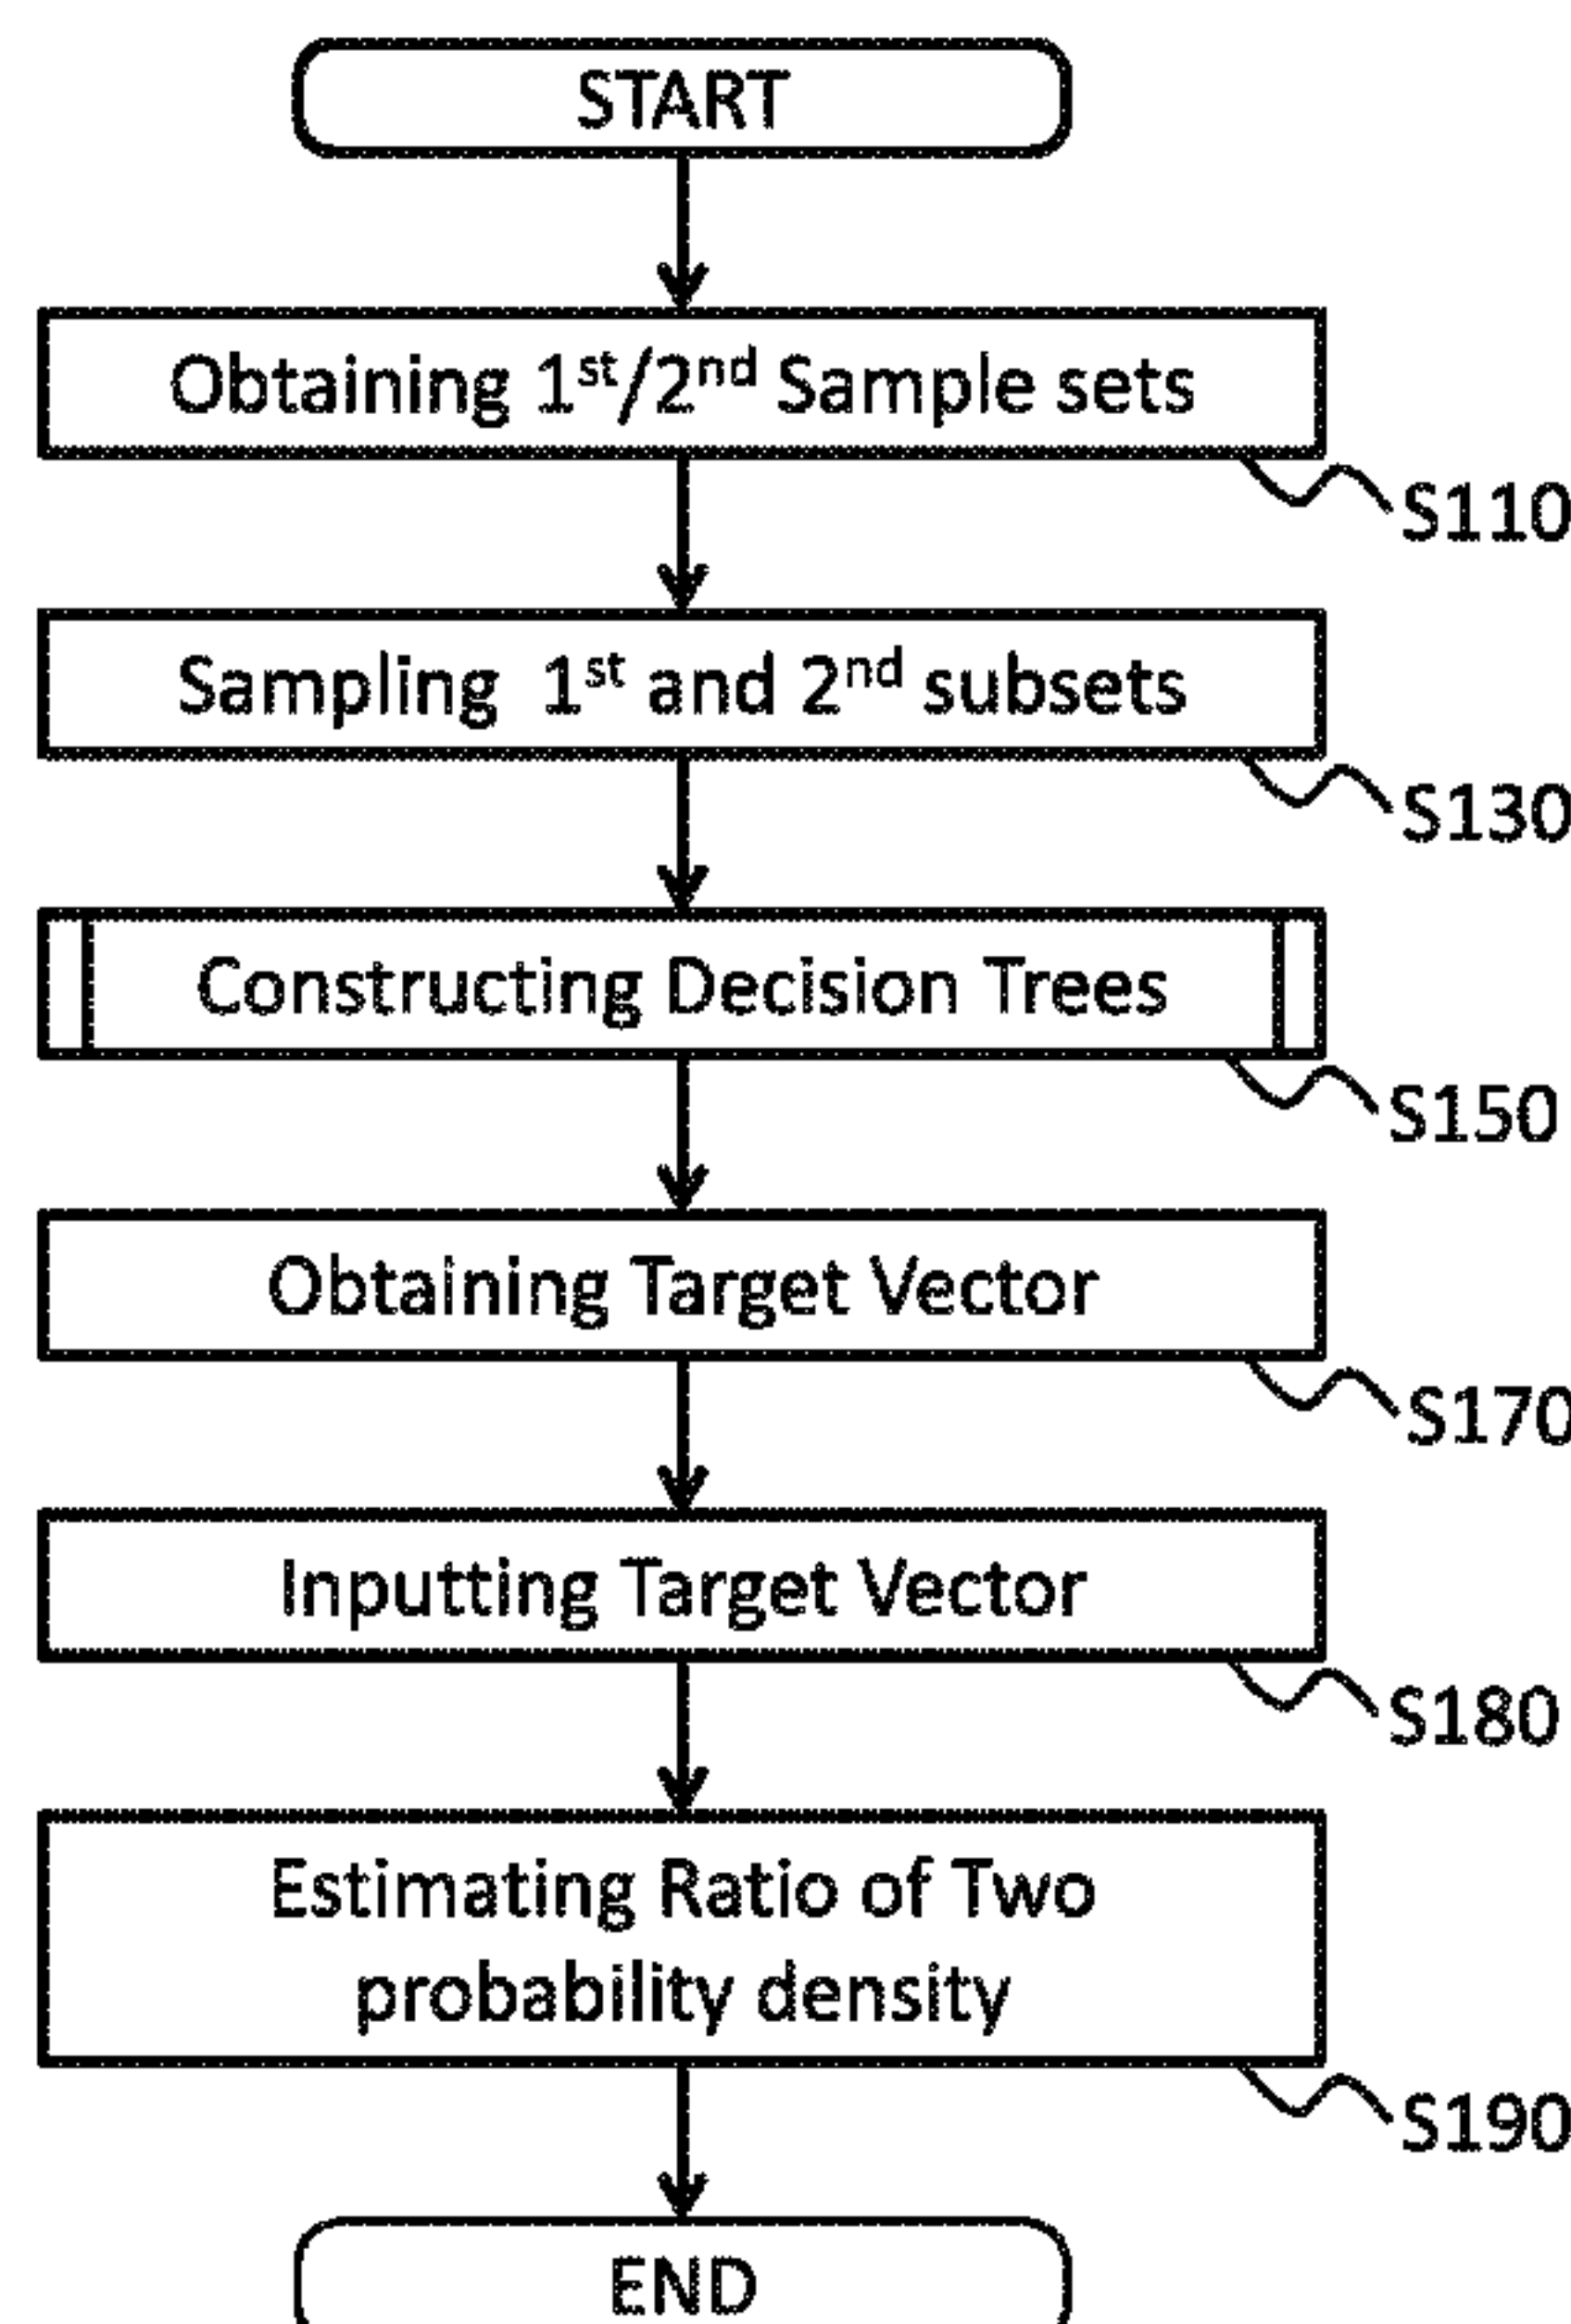 START
Obtaining 1st/2nd Sample sets
S110
Sampling 1st and 2nd subsets
S130
Constructing Decision Trees
S150
Obtaining Target Vector
S170
Inputting Target Vector
S180
Estimating Ratio of Two
probability density
S190
END